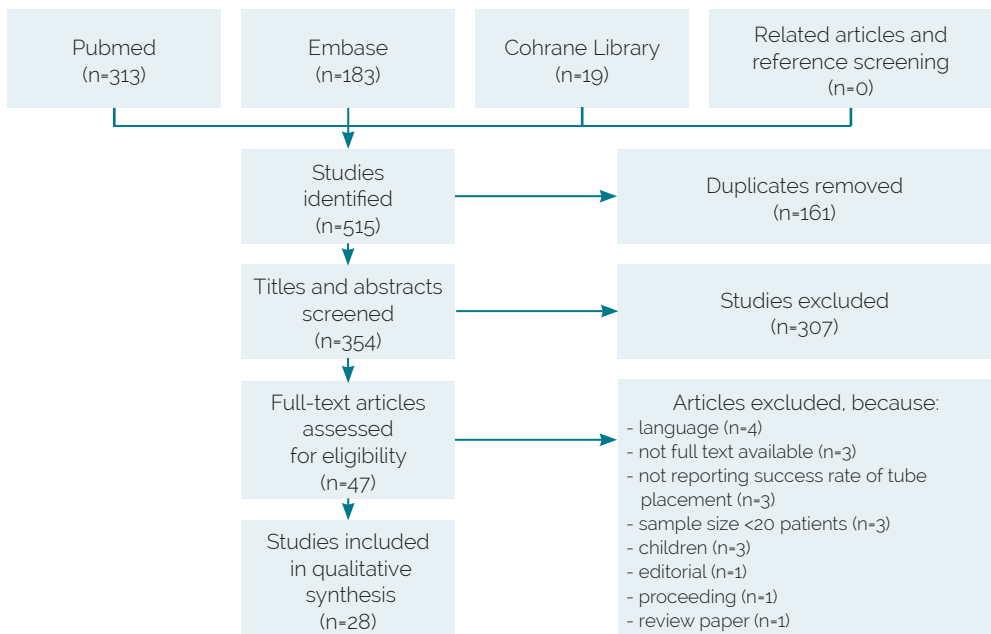 Pubmed
(n=313)
Embase
(n=183)
Cohrane Library
(n=19)
Related articles and
reference screening
(n=0)
Studies
identified
(n=515)
Duplicates removed
(n=161)
Titles and abstracts
screened
(n=354)
Studies excluded
(n=307)
Full-text articles
assessed
for eligibility
(n=47)
Articles excluded, because:
- language (n=4)
- not full text available (n=3)
- not reporting success rate of tube
placement (n=3)
- sample size <20 patients (n=3)
- children (n=3)
- editorial (n=1)
- proceeding (n=1)
- review paper (n=1)
Studies included
in qualitative
synthesis
(n=28)